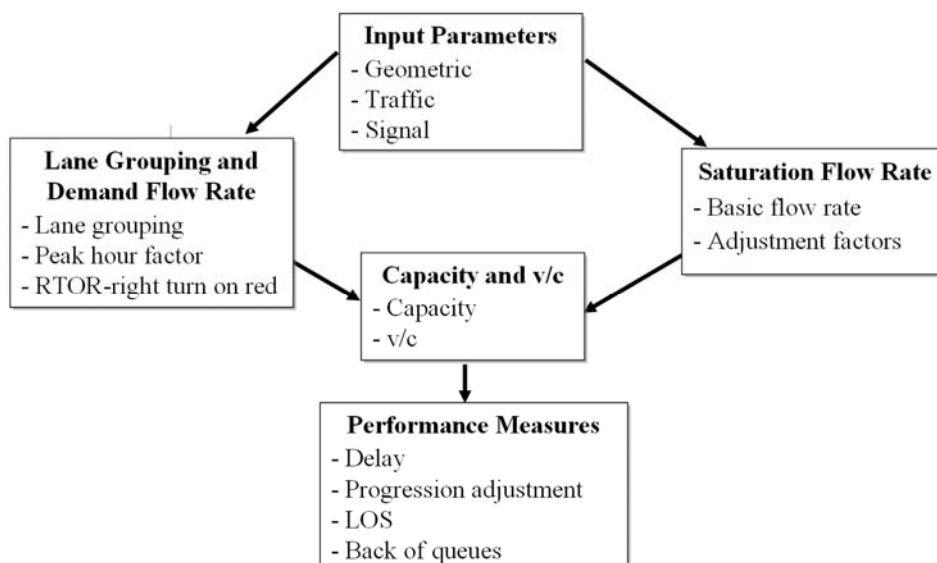 Input Parameters
- Geometric
- Traffic
- Signal
Lane Grouping and
Demand Flow Rate
- Lane grouping
- Peak hour factor
- RTOR-right turn on red
Saturation Flow Rate
- Basic flow rate
- Adjustment factors
Capacity and v/c
- Capacity
- v/c
Performance Measures
- Delay
- Progression adjustment
- LOS
- Back of queues